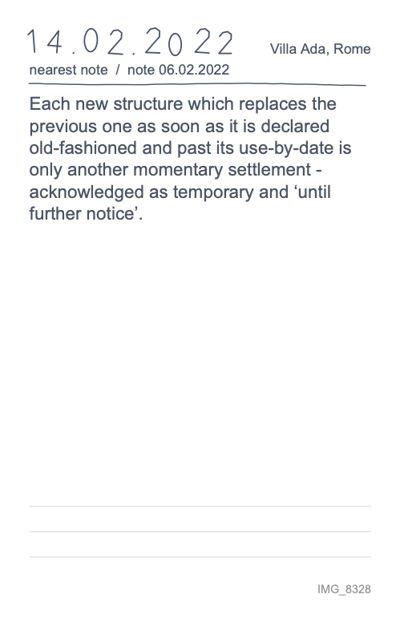 14.02.2022 Villa Ada, Rome
nearest note / note 06.02.2022
Each new structure which replaces the
previous one as soon as it is declared
old-fashioned and past its use-by-date is
only another momentary settlement -
acknowledged as temporary and ‘until
further notice’.
IMG_8328